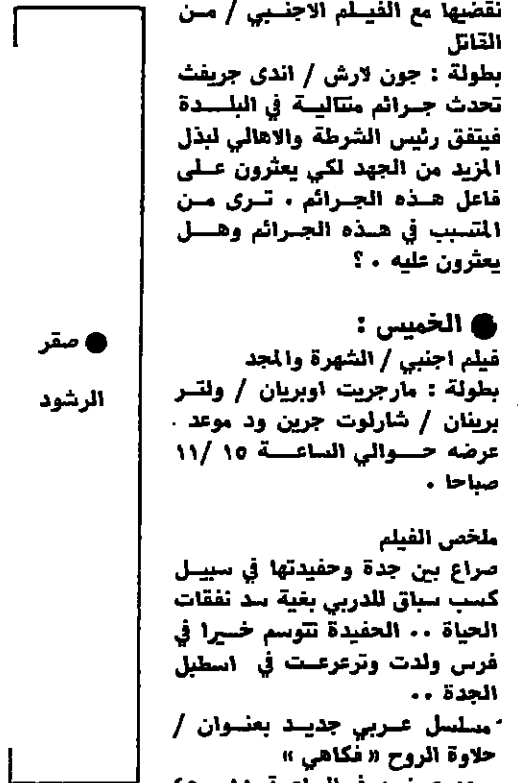 نقضيها مع الفيلم الاجنبي / من
القاتل
بطولة : جون لارش / اندى جريفث
تحدث جرائم متتالية في البلدة
فيتفق رئيس الشرطة والاهالي لبذل
المزيد من الجهد لكي يعثرون على
فاعل هذه الجرائم . ترى من
المتسبب في هذه الجرائم وهل
يعثرون عليه . ؟
● الخميس :
فيلم اجنبي / الشهرة والمجد
بطولة : مارجريت اوبريان / ولتر
برينان / شارلوت جرين ود موعد .
عرضه حوالي الساعة ١٥ /١١
صباحا .
ملخص الفيلم
صراع بين جدة وحفيدتها في سبيل
كسب سباق للدربي بغية سد نفقات
الحياة .. الحفيدة تتوسم خيرا في
فرس ولدت وترعرعت في اسطبل
الجدة ..
مسلسل عربي جديد بعنوان /
حلاوة الروح « فكاهي »
● صقر
الرشود